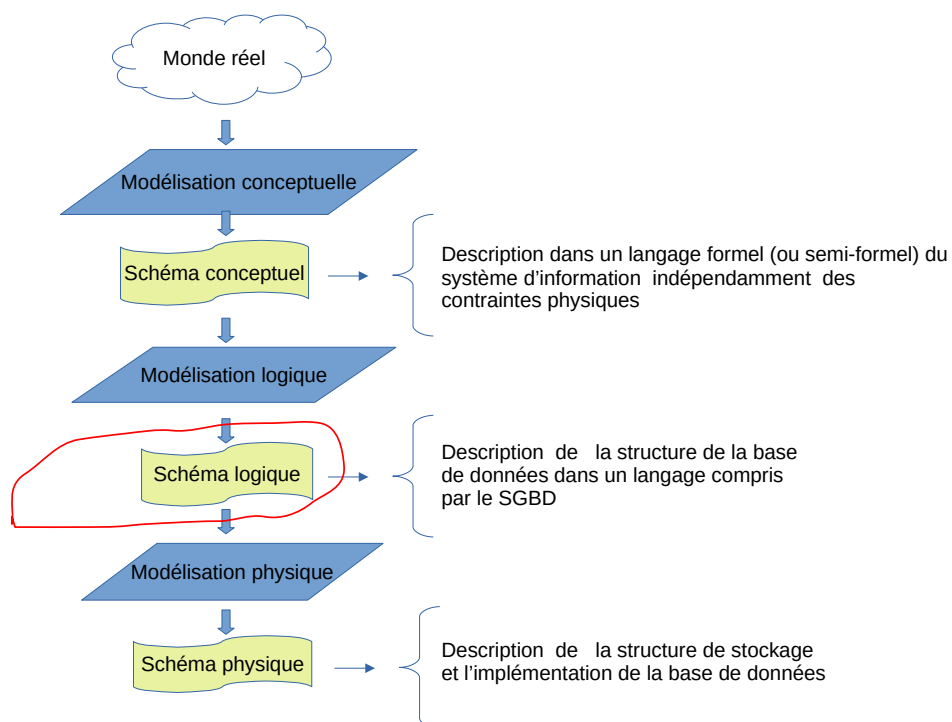 Monde réel
Modélisation conceptuelle
Schéma conceptuel
Description dans un langage formel (ou semi-formel) du
système d'information indépendamment des
contraintes physiques
Modélisation logique
Schéma logique
Description de la structure de la base
de données dans un langage compris
par le SGBD
Modélisation physique
Schéma physique
Description de la structure de stockage
et l'implémentation de la base de données